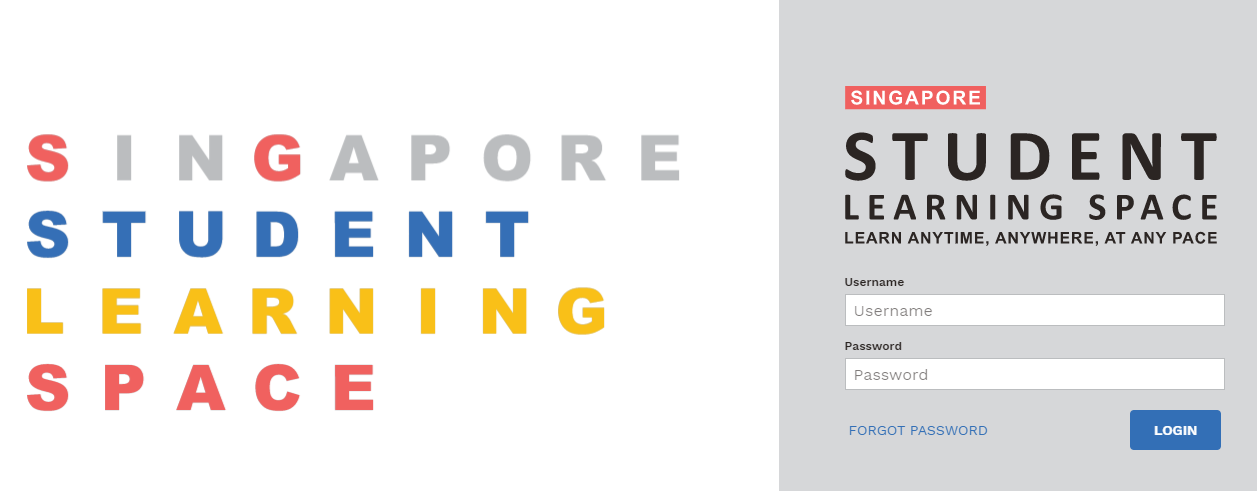 SINGAPORE
STUDENT
LEARNING
SPACE
SINGAPORE
STUDENT
LEARNING SPACE
LEARN ANYTIME, ANYWHERE, AT ANY PACE
Username
Username
Password
Password
FORGOT PASSWORD
LOGIN